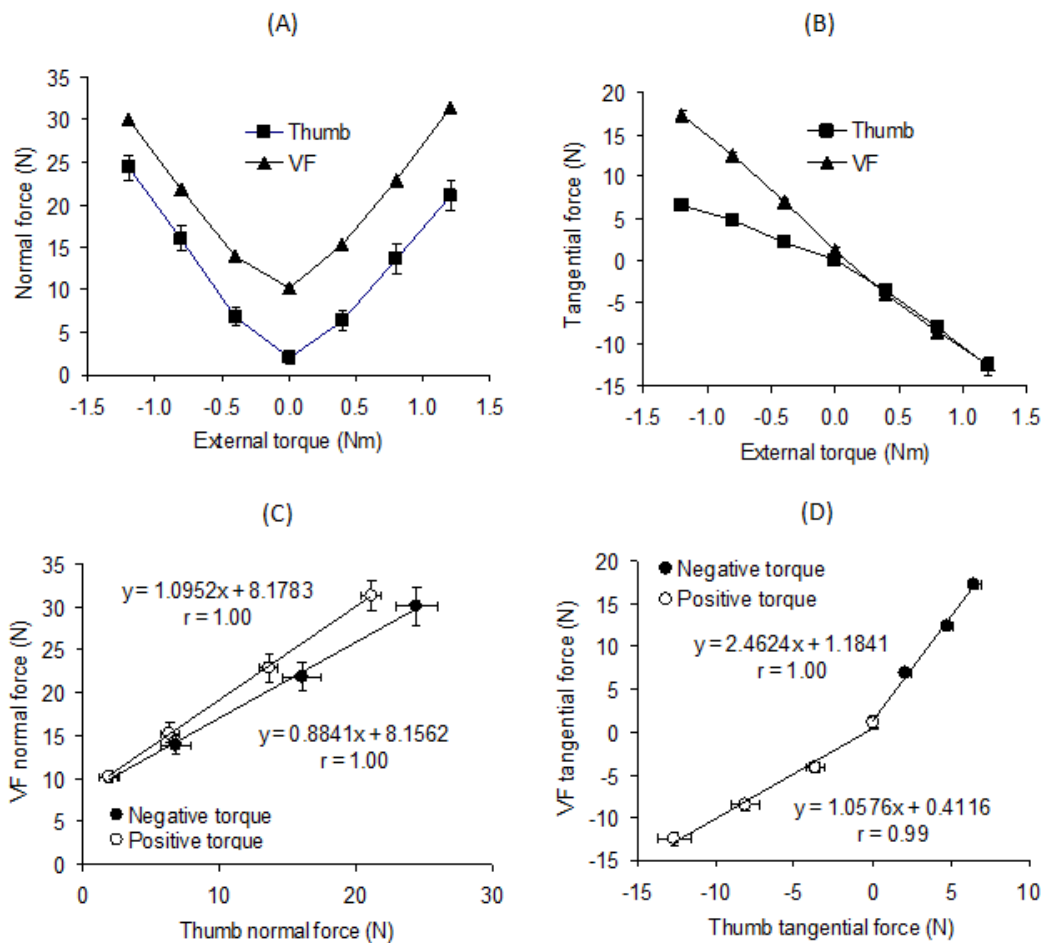 (A)
Normal force (N)
35
30
25
20
15
10
5
0
Thumb
VF
-1.5 -1.0 -0.5 0.0 0.5 1.0 1.5
External torque (Nm)
(B)
Tangential force (N)
20
15
10
5
0
-5
-10
-15
Thumb
VF
-1.5 -1.0 -0.5 0.0 0.5 1.0 1.5
External torque (Nm)
(C)
VF normal force (N)
35
30
25
20
15
10
5
0
y = 1.0952x + 8.1783
r = 1.00
y = 0.8841x + 8.1562
r = 1.00
Negative torque
Positive torque
0 10 20 30
Thumb normal force (N)
(D)
VF tangential force (N)
20
15
10
5
0
-5
-10
-15
Negative torque
Positive torque
y = 2.4624x + 1.1841
r = 1.00
y = 1.0576x + 0.4116
r = 0.99
-15 -10 -5 0 5 10
Thumb tangential force (N)